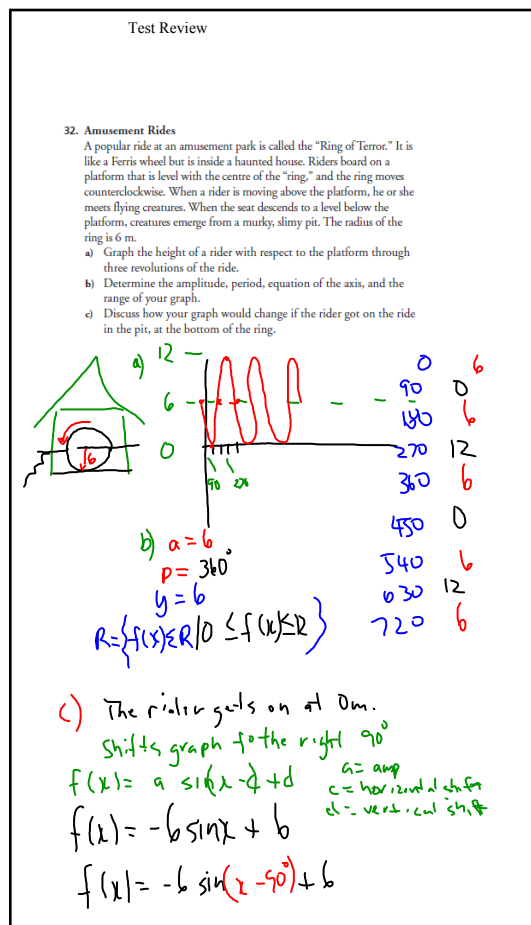 Test Review
32. Amusement Rides
A popular ride at an amusement park is called the “Ring of Terror.” It is
like a Ferris wheel but is inside a haunted house. Riders board on a
platform that is level with the centre of the “ring,” and the ring moves
counterclockwise. When a rider is moving above the platform, he or she
meets flying creatures. When the seat descends to a level below the
platform, creatures emerge from a murky, slimy pit. The radius of the
ring is 6 m.
a) Graph the height of a rider with respect to the platform through
three revolutions of the ride.
b) Determine the amplitude, period, equation of the axis, and the
range of your graph.
c) Discuss how your graph would change if the rider got on the ride
in the pit, at the bottom of the ring.
a)
12
6
0
6
90 270
0 6
90 0
180 6
270 12
360 6
450 0
540 6
630 12
720 6
b) a = 6
P = 360°
y = 6
R={f(x)εR|0 ≤f(x)≤12}
c) The rider gets on at 0m.
Shifts graph to the right 90°
f(x) = a sin(x-c)+d
a = amp
c = horizontal shift
d = vertical shift
f(x) = -6 sinx + 6
f(x) = -6 sin(x -90°)+6